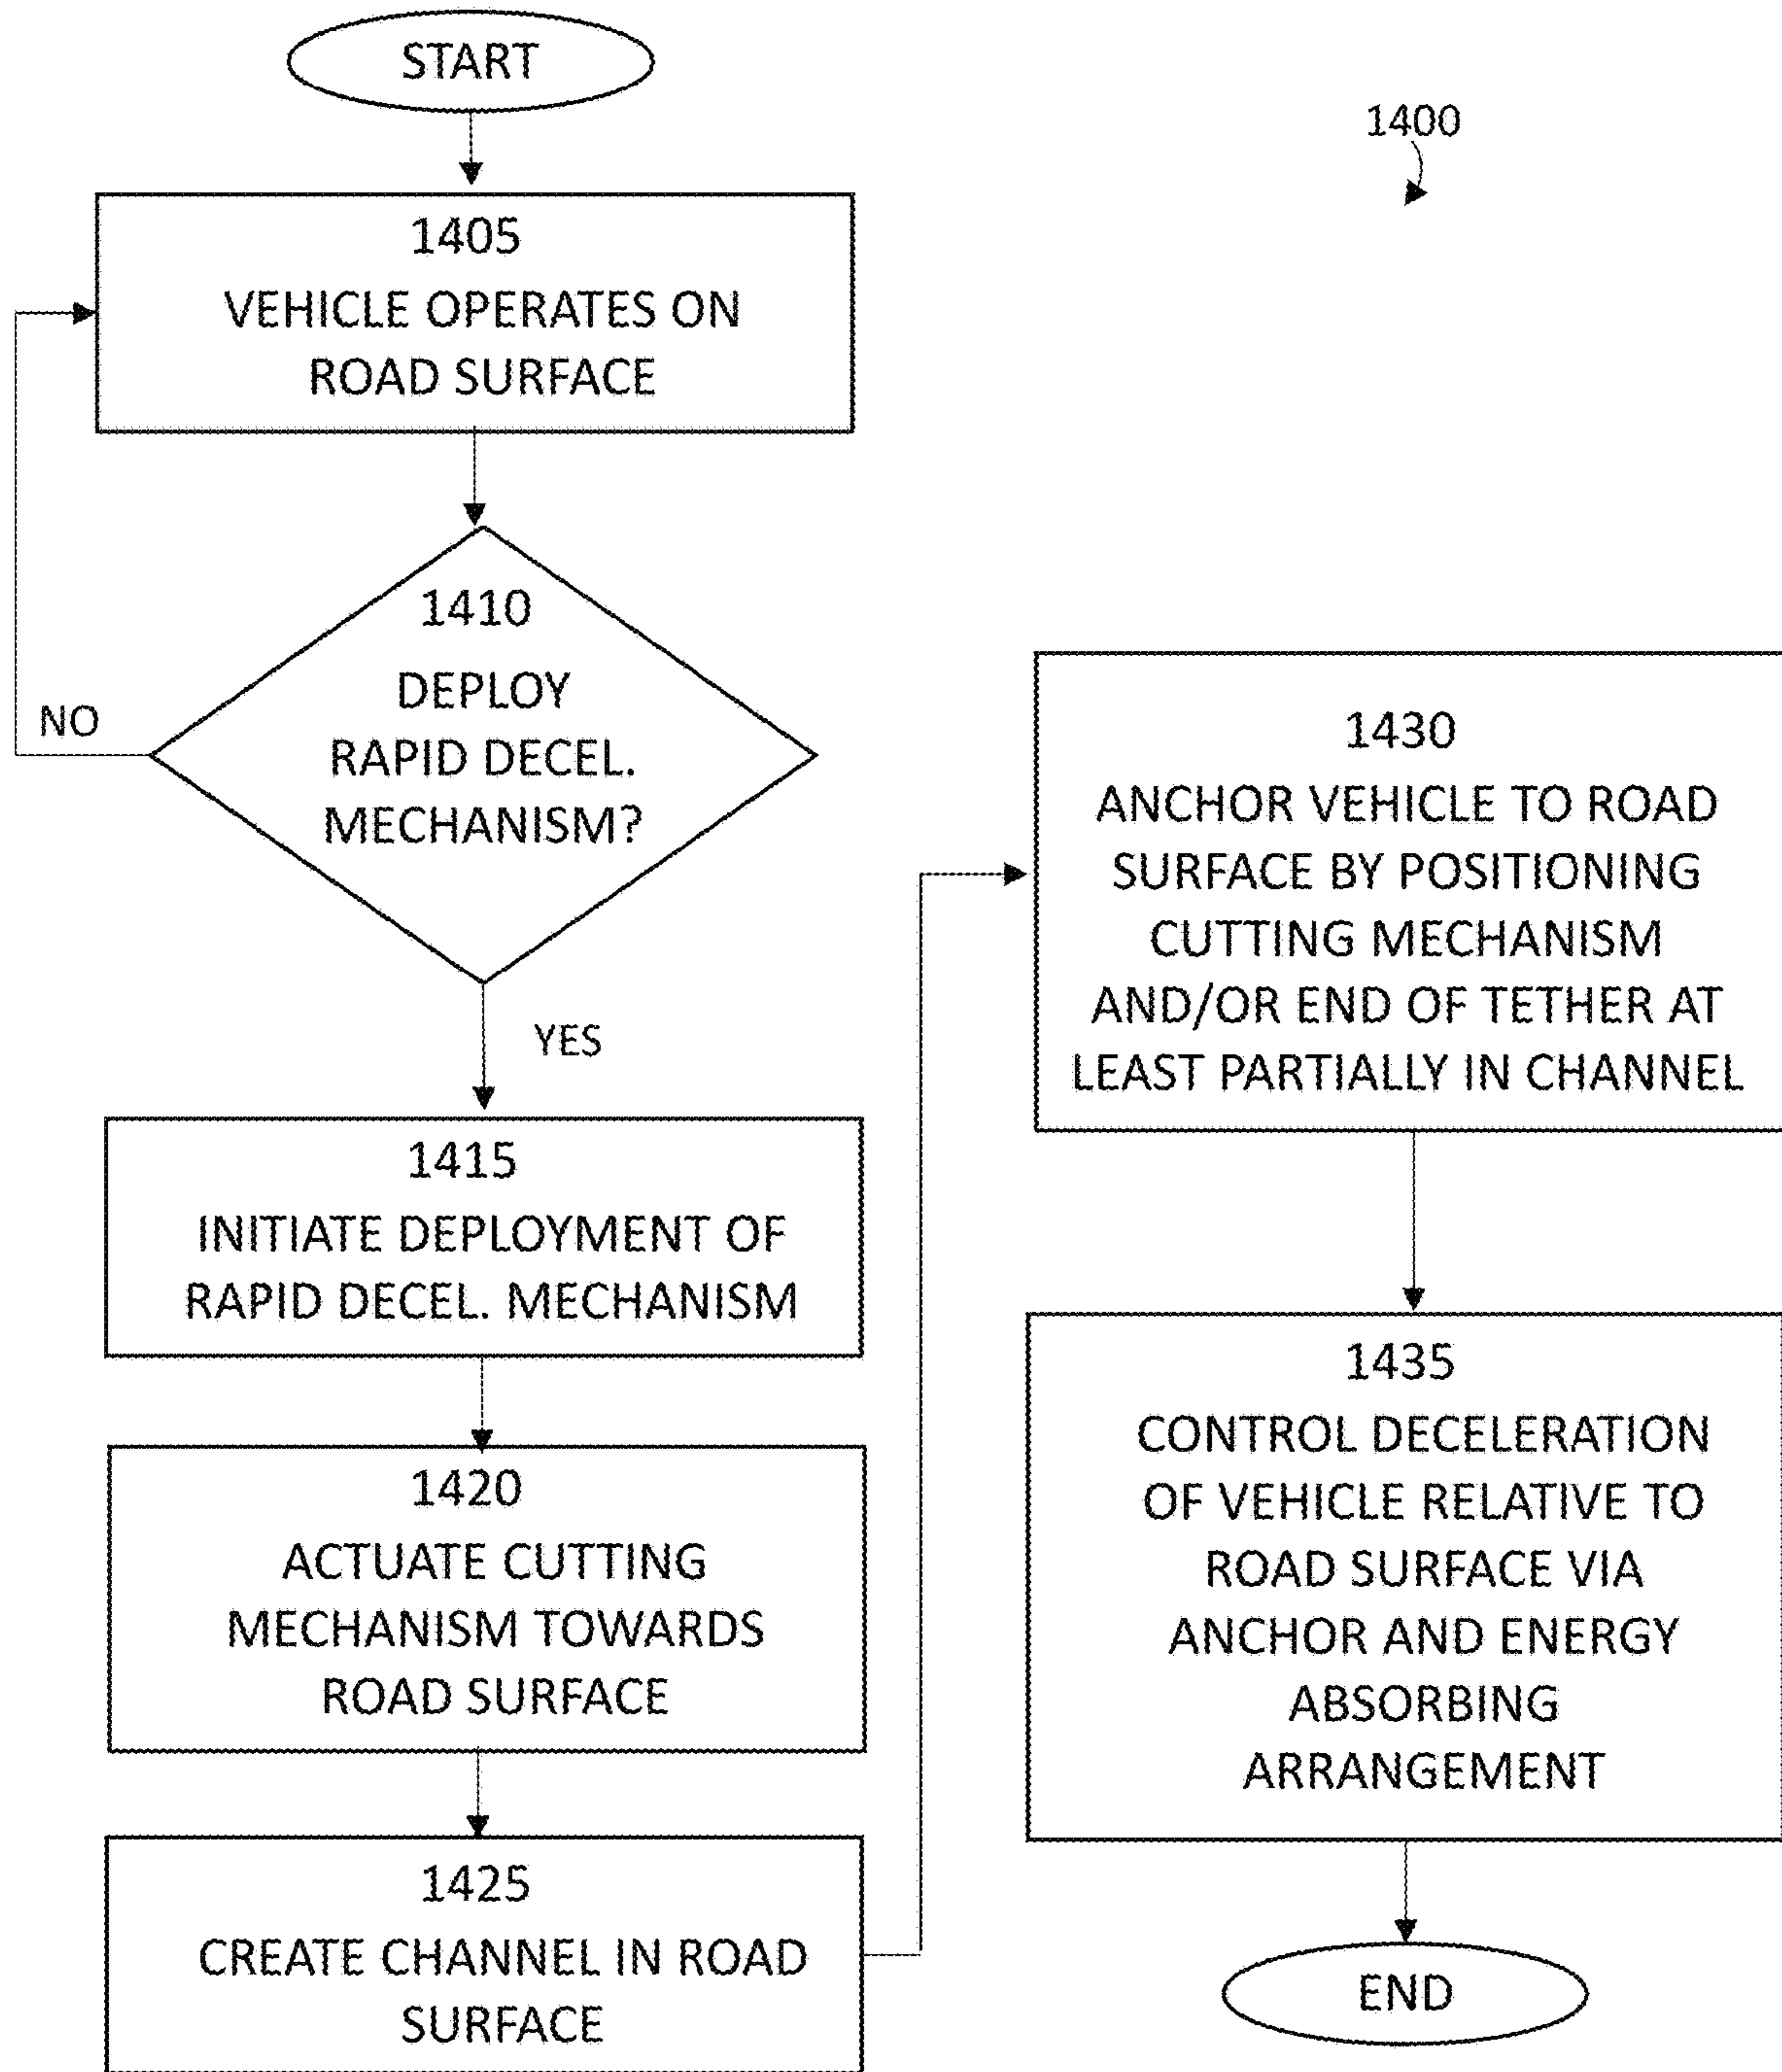 START
1400
1405
VEHICLE OPERATES ON
ROAD SURFACE
1410
DEPLOY
RAPID DECEL.
MECHANISM?
NO
YES
1415
INITIATE DEPLOYMENT OF
RAPID DECEL. MECHANISM
1420
ACTUATE CUTTING
MECHANISM TOWARDS
ROAD SURFACE
1425
CREATE CHANNEL IN ROAD
SURFACE
1430
ANCHOR VEHICLE TO ROAD
SURFACE BY POSITIONING
CUTTING MECHANISM
AND/OR END OF TETHER AT
LEAST PARTIALLY IN CHANNEL
1435
CONTROL DECELERATION
OF VEHICLE RELATIVE TO
ROAD SURFACE VIA
ANCHOR AND ENERGY
ABSORBING
ARRANGEMENT
END